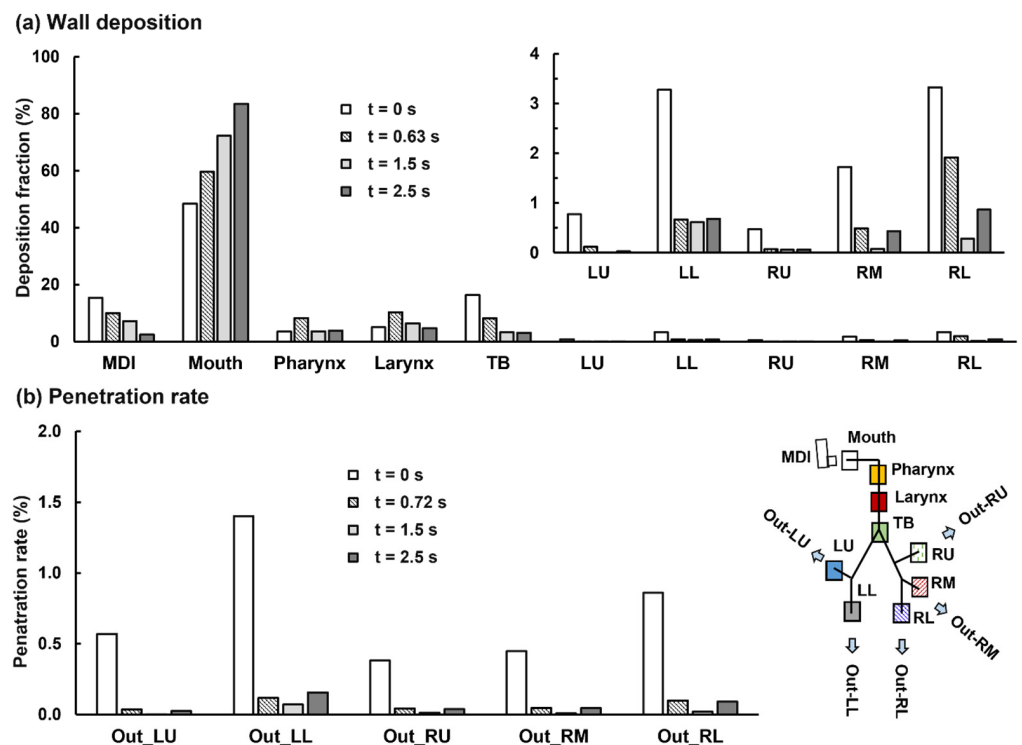 (a) Wall deposition
Deposition fraction (%)
100
80
60
40
20
0
t = 0 s
t = 0.63 s
t = 1.5 s
t = 2.5 s
MDI Mouth Pharynx Larynx TB LU LL RU RM RL
4
3
2
1
0
LU LL RU RM RL
(b) Penetration rate
Penatration rate (%)
2.0
1.5
1.0
0.5
0.0
t = 0 s
t = 0.72 s
t = 1.5 s
t = 2.5 s
Out_LU Out_LL Out_RU Out_RM Out_RL
Mouth
MDI
Pharynx
Larynx
TB
Out-RU
Out-LU
LU
RU
LL
RM
RL
Out-RM
Out-LL
Out-RL